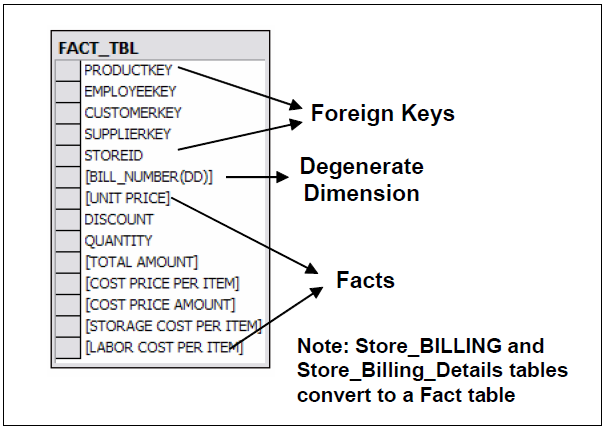 FACT_TBL
PRODUCTKEY
EMPLOYEEKEY
CUSTOMERKEY
SUPPLIERKEY
STOREID
[BILL_NUMBER(DD)]
[UNIT PRICE]
DISCOUNT
QUANTITY
[TOTAL AMOUNT]
[COST PRICE PER ITEM]
[COST PRICE AMOUNT]
[STORAGE COST PER ITEM]
[LABOR COST PER ITEM]
Foreign Keys
Degenerate
Dimension
Facts
Note: Store_BILLING and
Store_Billing_Details tables
convert to a Fact table